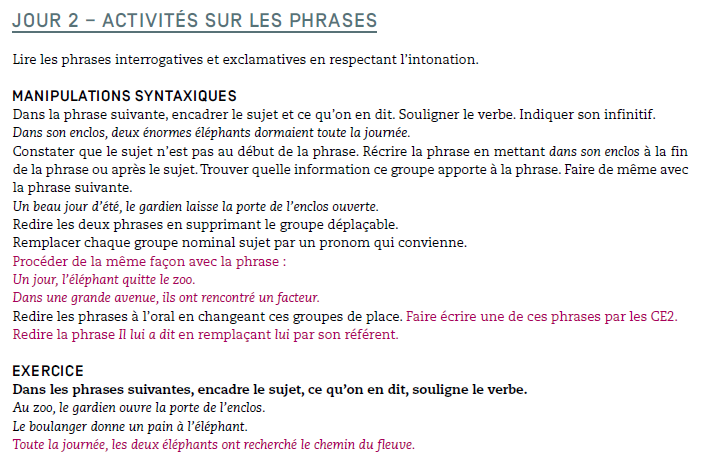 JOUR 2 – ACTIVITÉS SUR LES PHRASES
Lire les phrases interrogatives et exclamatives en respectant l'intonation.
MANIPULATIONS SYNTAXIQUES
Dans la phrase suivante, encadrer le sujet et ce qu'on en dit. Souligner le verbe. Indiquer son infinitif.
Dans son enclos, deux énormes éléphants dormaient toute la journée.
Constater que le sujet n'est pas au début de la phrase. Récrire la phrase en mettant dans son enclos à la fin
de la phrase ou après le sujet. Trouver quelle information ce groupe apporte à la phrase. Faire de même avec
la phrase suivante.
Un beau jour d'été, le gardien laisse la porte de l'enclos ouverte.
Redire les deux phrases en supprimant le groupe déplaçable.
Remplacer chaque groupe nominal sujet par un pronom qui convienne.
Procéder de la même façon avec la phrase :
Un jour, l'éléphant quitte le zoo.
Dans une grande avenue, ils ont rencontré un facteur.
Redire les phrases à l'oral en changeant ces groupes de place. Faire écrire une de ces phrases par les CE2.
Redire la phrase Il lui a dit en remplaçant lui par son référent.
EXERCICE
Dans les phrases suivantes, encadre le sujet, ce qu'on en dit, souligne le verbe.
Au zoo, le gardien ouvre la porte de l'enclos.
Le boulanger donne un pain à l'éléphant.
Toute la journée, les deux éléphants ont recherché le chemin du fleuve.